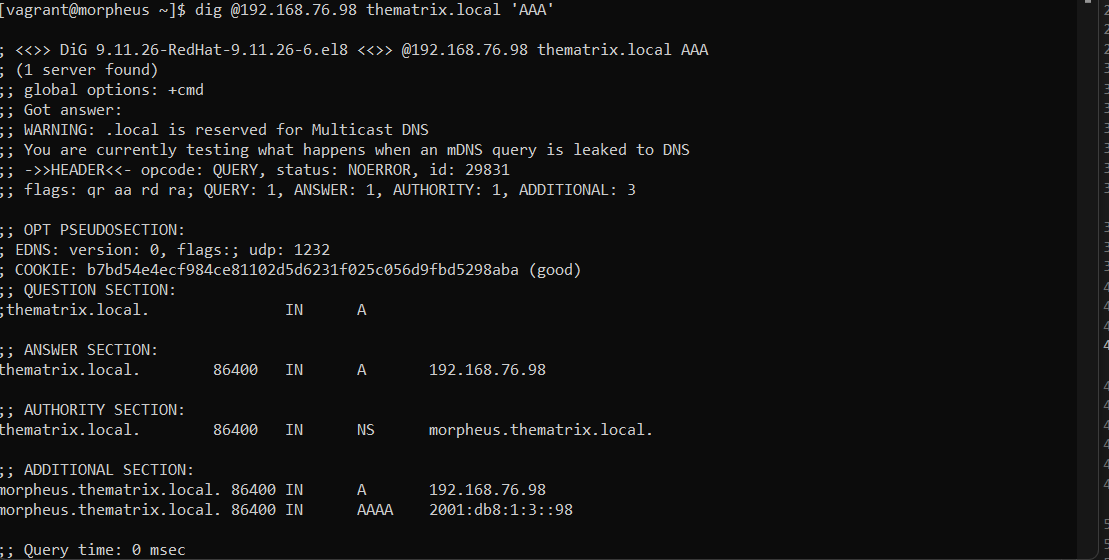 [vagrant@morpheus ~]$ dig @192.168.76.98 thematrix.local 'AAA'
; <<>> DiG 9.11.26-RedHat-9.11.26-6.el8 <<>> @192.168.76.98 thematrix.local AAA
; (1 server found)
;; global options: +cmd
;; Got answer:
;; WARNING: .local is reserved for Multicast DNS
;; You are currently testing what happens when an mDNS query is leaked to DNS
;; ->>HEADER<<- opcode: QUERY, status: NOERROR, id: 29831
;; flags: qr aa rd ra; QUERY: 1, ANSWER: 1, AUTHORITY: 1, ADDITIONAL: 3
;; OPT PSEUDOSECTION:
; EDNS: version: 0, flags:; udp: 1232
; COOKIE: b7bd54e4ecf984ce81102d5d6231f025c056d9fbd5298aba (good)
;; QUESTION SECTION:
;thematrix.local. IN A
;; ANSWER SECTION:
thematrix.local. 86400 IN A 192.168.76.98
;; AUTHORITY SECTION:
thematrix.local. 86400 IN NS morpheus.thematrix.local.
;; ADDITIONAL SECTION:
morpheus.thematrix.local. 86400 IN A 192.168.76.98
morpheus.thematrix.local. 86400 IN AAAA 2001:db8:1:3::98
;; Query time: 0 msec